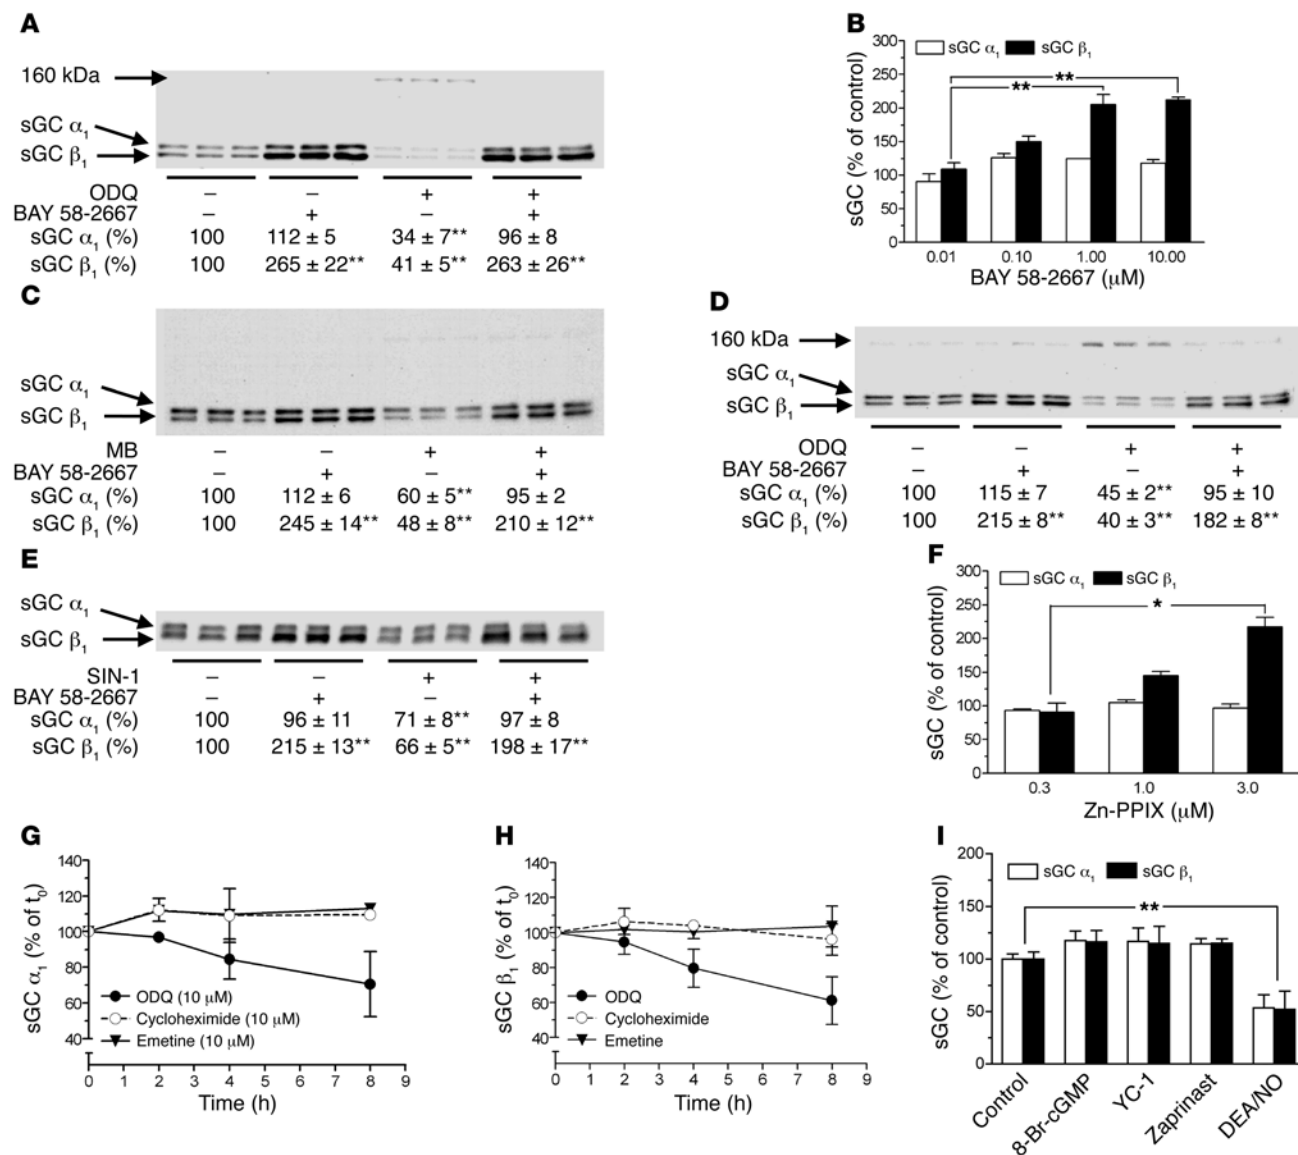 A
160 kDa
sGC α1
sGC β1
ODQ − − + +
BAY 58-2667 − + − +
sGC α1 (%) 100 112 ± 5 34 ± 7** 96 ± 8
sGC β1 (%) 100 265 ± 22** 41 ± 5** 263 ± 26**
B
sGC α1 sGC β1
** **
sGC (% of control)
300
250
200
150
100
50
0
0.01 0.10 1.00 10.00
BAY 58-2667 (μM)
C
sGC α1
sGC β1
MB − − + +
BAY 58-2667 − + − +
sGC α1 (%) 100 112 ± 6 60 ± 5** 95 ± 2
sGC β1 (%) 100 245 ± 14** 48 ± 8** 210 ± 12**
D
160 kDa
sGC α1
sGC β1
ODQ − − + +
BAY 58-2667 − + − +
sGC α1 (%) 100 115 ± 7 45 ± 2** 95 ± 10
sGC β1 (%) 100 215 ± 8** 40 ± 3** 182 ± 8**
E
sGC α1
sGC β1
SIN-1 − − + +
BAY 58-2667 − + − +
sGC α1 (%) 100 96 ± 11 71 ± 8** 97 ± 8
sGC β1 (%) 100 215 ± 13** 66 ± 5** 198 ± 17**
F
sGC α1 sGC β1
*
sGC (% of control)
300
250
200
150
100
50
0
0.3 1.0 3.0
Zn-PPIX (μM)
G
sGC α1 (% of t0)
140
120
100
80
60
40
ODQ (10 μM)
Cycloheximide (10 μM)
Emetine (10 μM)
0 1 2 3 4 5 6 7 8 9
Time (h)
H
sGC β1 (% of t0)
140
120
100
80
60
40
ODQ
Cycloheximide
Emetine
0 1 2 3 4 5 6 7 8 9
Time (h)
I
sGC α1 sGC β1
**
sGC (% of control)
200
150
100
50
0
Control 8-Br-cGMP YC-1 Zaprinast DEA/NO